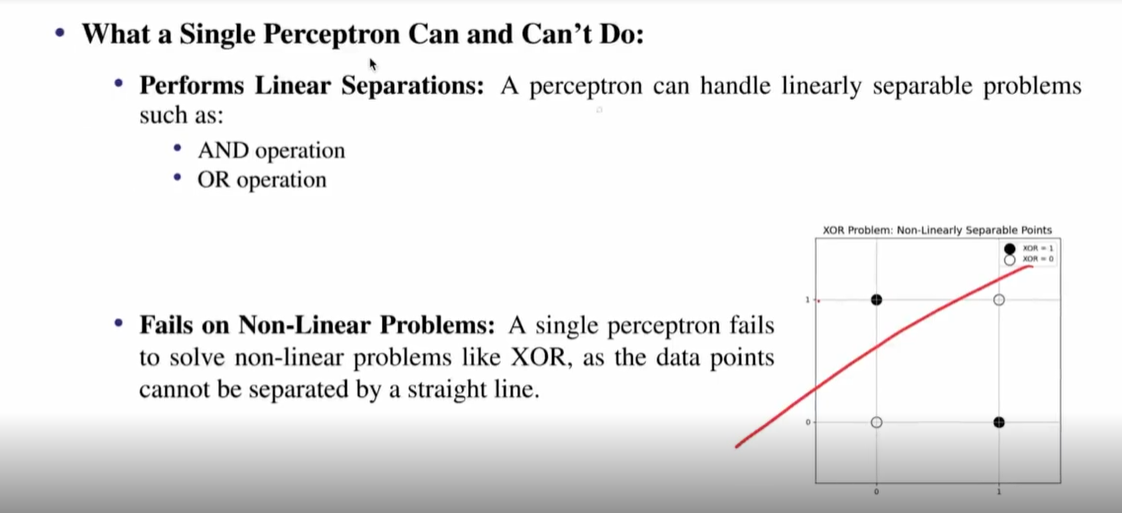 What a Single Perceptron Can and Can't Do:
Performs Linear Separations: A perceptron can handle linearly separable problems
such as:
AND operation
OR operation
XOR Problem: Non-Linearly Separable Points
XOR = 1
XOR = 0
1
Fails on Non-Linear Problems: A single perceptron fails
to solve non-linear problems like XOR, as the data points
cannot be separated by a straight line.
0
0
1